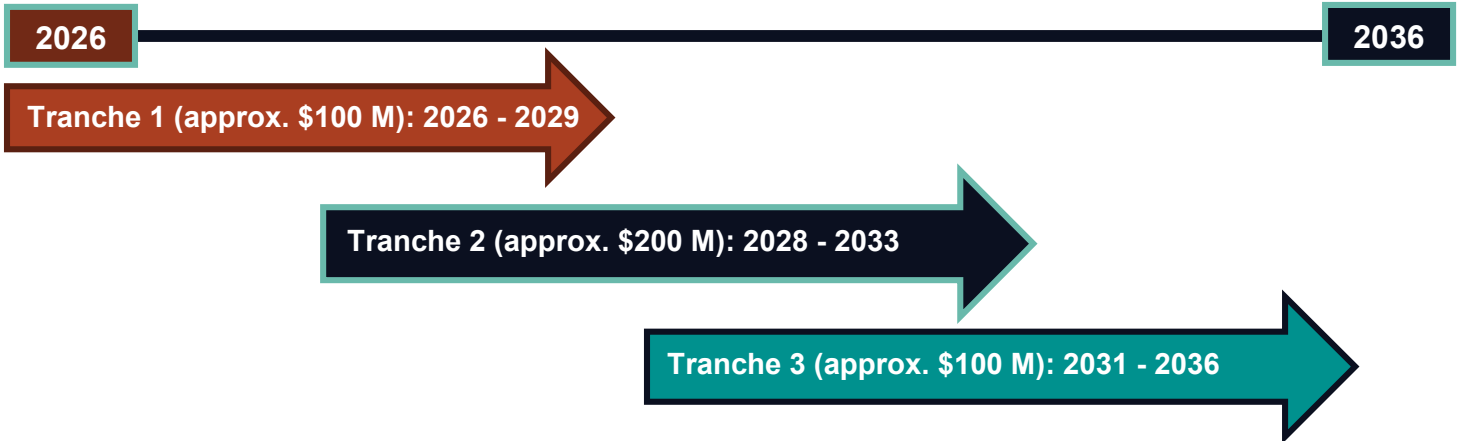 2026
2036
Tranche 1 (approx. $100 M): 2026 - 2029
Tranche 2 (approx. $200 M): 2028 - 2033
Tranche 3 (approx. $100 M): 2031 - 2036